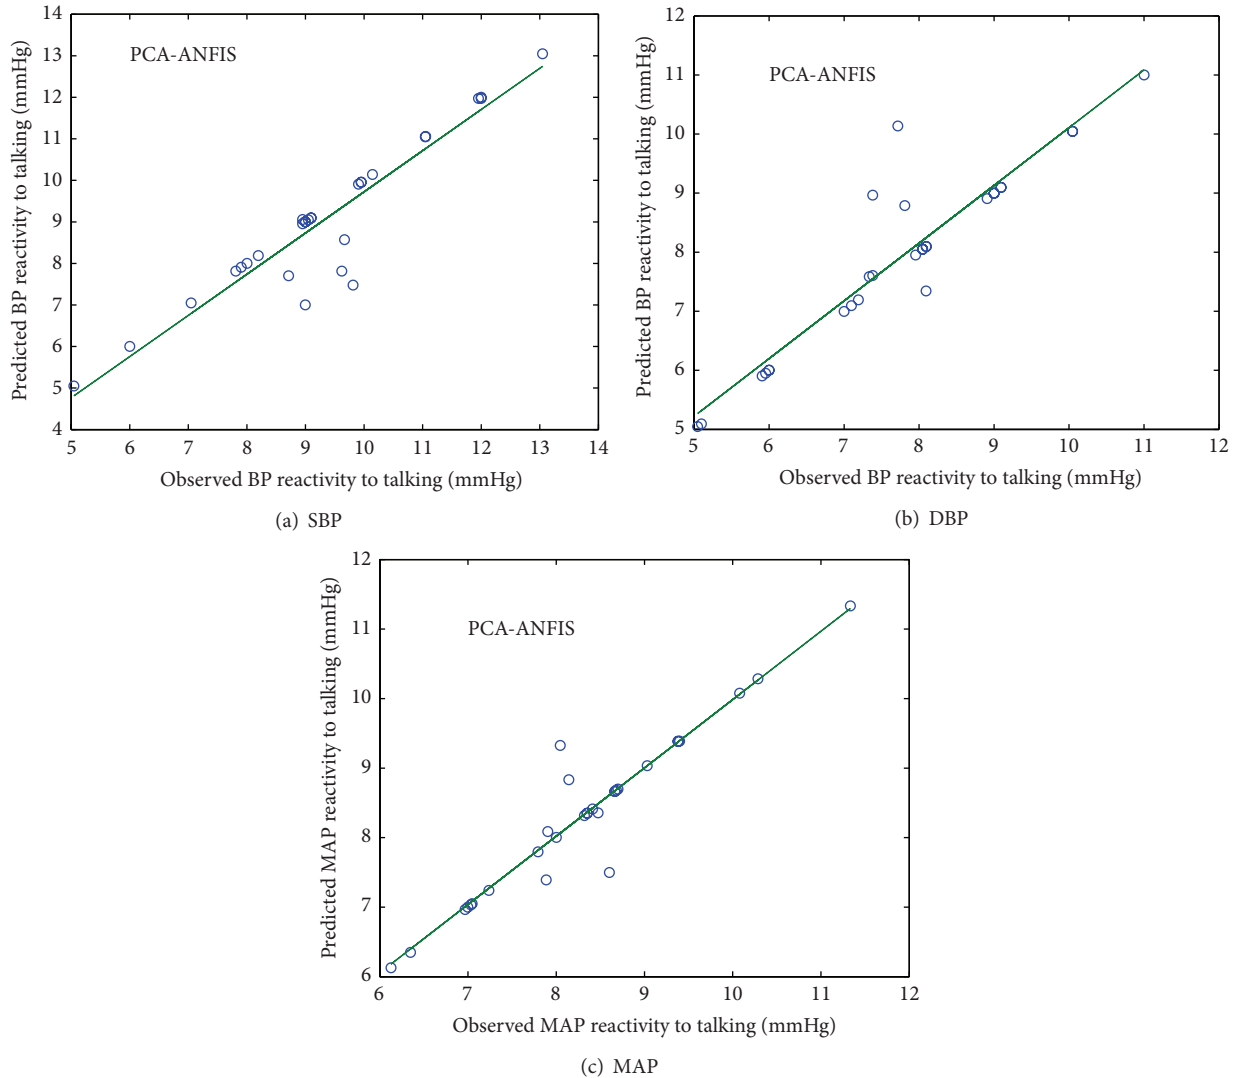 14
13
12
11
10
9
8
7
6
5
4
Predicted BP reactivity to talking (mmHg)
PCA-ANFIS
5 6 7 8 9 10 11 12 13 14
Observed BP reactivity to talking (mmHg)
(a) SBP
12
11
10
9
8
7
6
5
Predicted BP reactivity to talking (mmHg)
PCA-ANFIS
5 6 7 8 9 10 11 12
Observed BP reactivity to talking (mmHg)
(b) DBP
12
11
10
9
8
7
6
Predicted MAP reactivity to talking (mmHg)
PCA-ANFIS
6 7 8 9 10 11 12
Observed MAP reactivity to talking (mmHg)
(c) MAP